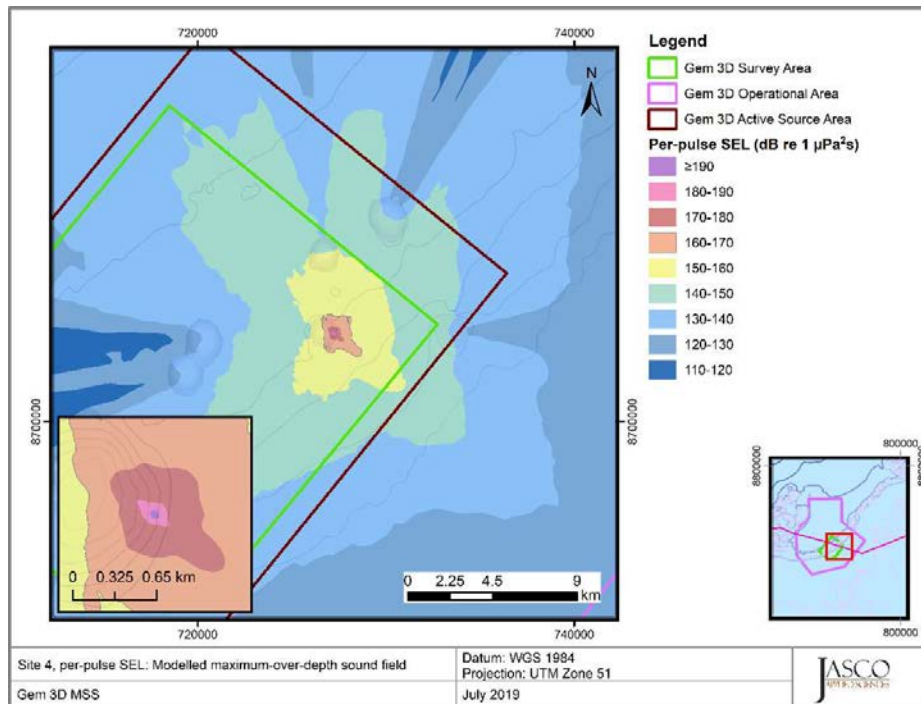 720000
740000
N
8700000
8700000
0 0.325 0.65 km
0 2.25 4.5 9
km
720000
740000
Legend
Gem 3D Survey Area
Gem 3D Operational Area
Gem 3D Active Source Area
Per-pulse SEL (dB re 1 µPa²s)
≥190
180-190
170-180
160-170
150-160
140-150
130-140
120-130
110-120
800000
8800000
8800000
800000
Site 4, per-pulse SEL: Modelled maximum-over-depth sound field
Datum: WGS 1984
Projection: UTM Zone 51
Gem 3D MSS
July 2019
JASCO
APPLIED SCIENCES